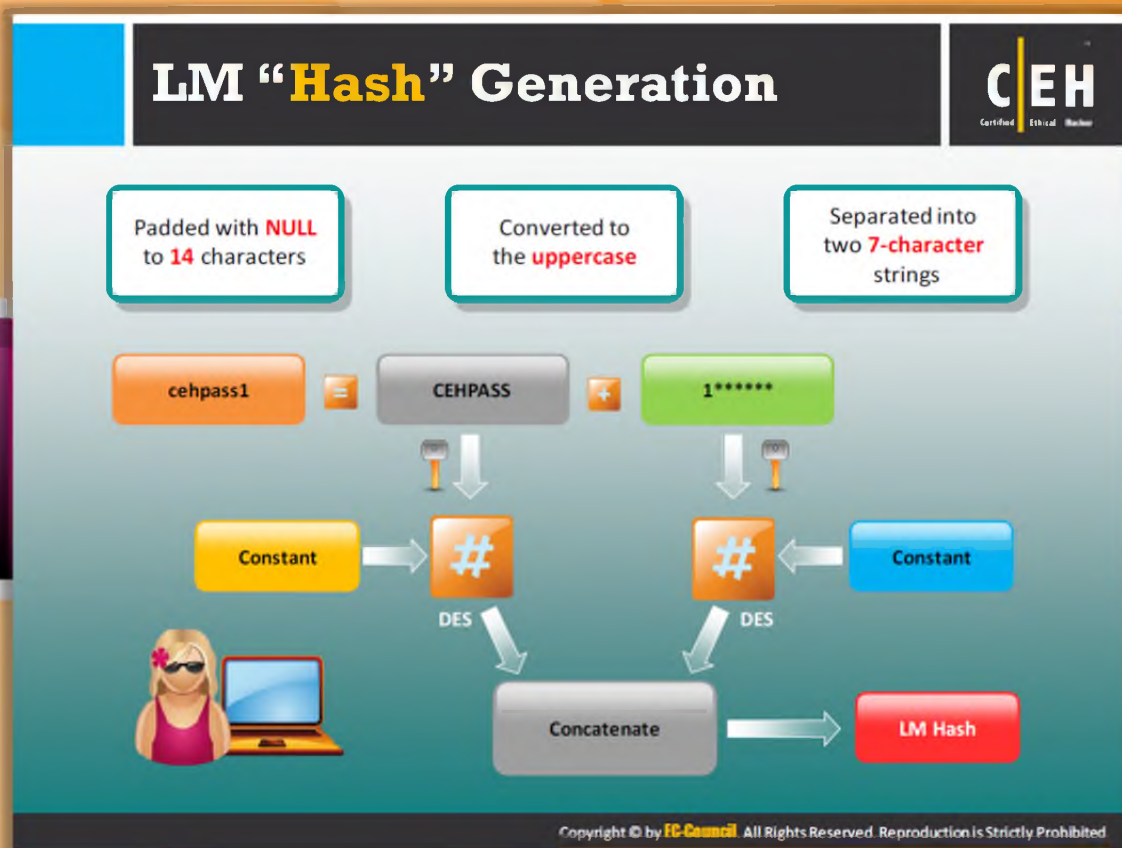 LM “Hash” Generation
C|EH
Certified Ethical Hacker
Padded with NULL
to 14 characters
Converted to
the uppercase
Separated into
two 7-character
strings
cehpass1
=
CEHPASS
+
1******
Constant
#
#
Constant
DES
DES
Concatenate
LM Hash
Copyright © by EC-Council. All Rights Reserved. Reproduction is Strictly Prohibited.